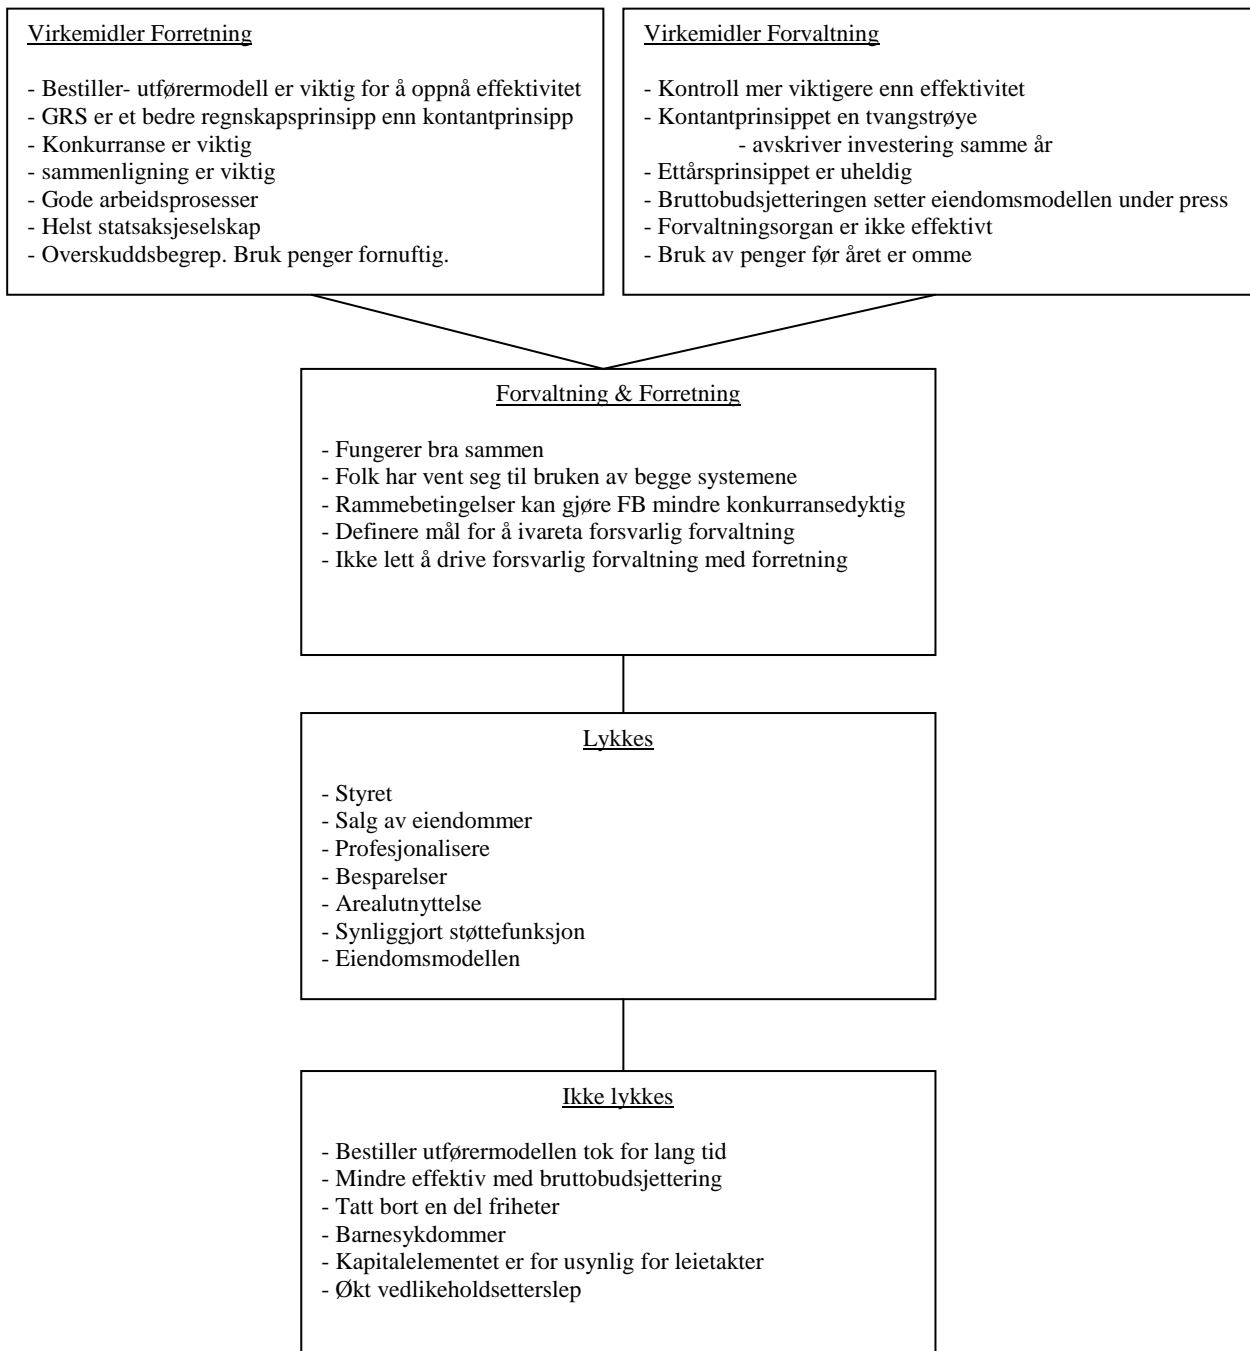 Virkemidler Forretning
- Bestiller- utførermodell er viktig for å oppnå effektivitet
- GRS er et bedre regnskapsprinsipp enn kontantprinsipp
- Konkurranse er viktig
- sammenligning er viktig
- Gode arbeidsprosesser
- Helst statsaksjeselskap
- Overskuddsbegrep. Bruk penger fornuftig.
Virkemidler Forvaltning
- Kontroll mer viktigere enn effektivitet
- Kontantprinsippet en tvangstrøye
- avskriver investering samme år
- Ettårsprinsippet er uheldig
- Bruttobudsjetteringen setter eiendomsmodellen under press
- Forvaltningsorgan er ikke effektivt
- Bruk av penger før året er omme
Forvaltning & Forretning
- Fungerer bra sammen
- Folk har vent seg til bruken av begge systemene
- Rammebetingelser kan gjøre FB mindre konkurransedyktig
- Definere mål for å ivareta forsvarlig forvaltning
- Ikke lett å drive forsvarlig forvaltning med forretning
Lykkes
- Styret
- Salg av eiendommer
- Profesjonalisere
- Besparelser
- Arealutnyttelse
- Synliggjort støttefunksjon
- Eiendomsmodellen
Ikke lykkes
- Bestiller utførermodellen tok for lang tid
- Mindre effektiv med bruttobudsjettering
- Tatt bort en del friheter
- Barnesykdommer
- Kapitalelementet er for usynlig for leietakter
- Økt vedlikeholdsetterslep